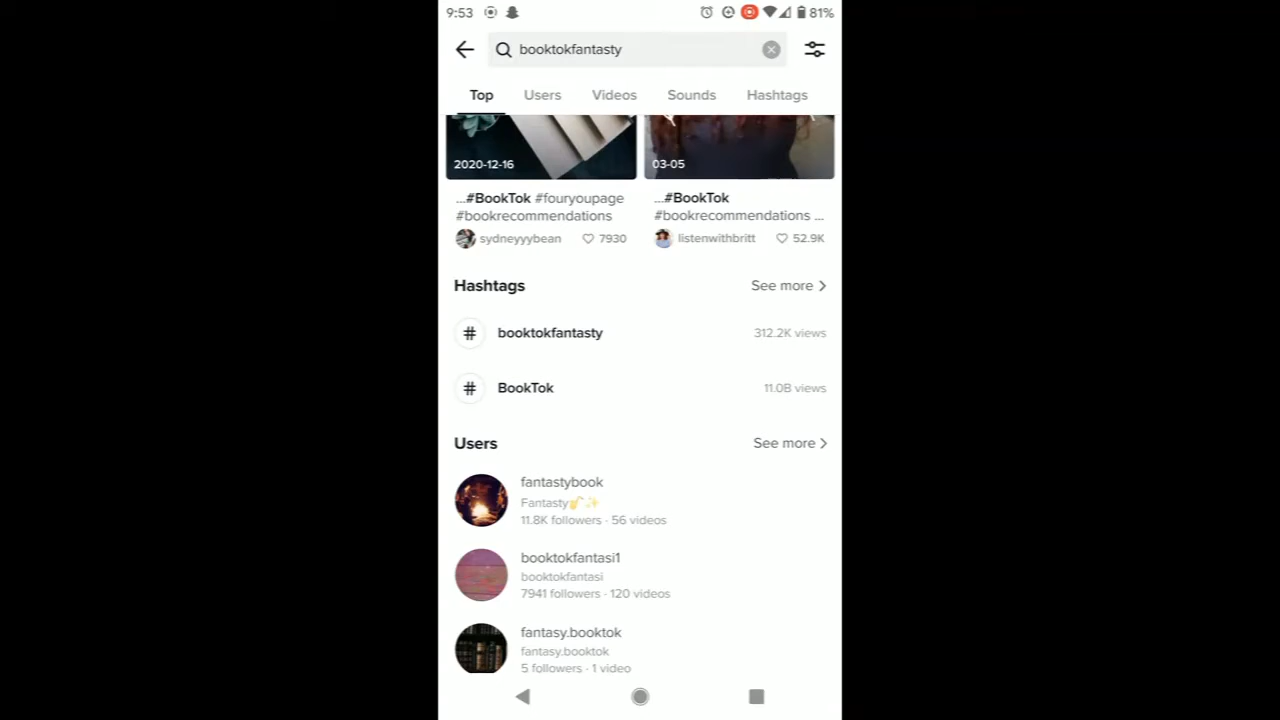 9:53 81%
booktokfantasty
Top Users Videos Sounds Hashtags
2020-12-16 03-05
...#BookTok #fouryoupage
#bookrecommendations
sydneyyybean 7930
...#BookTok
#bookrecommendations ...
listenwithbritt 52.9K
Hashtags See more >
# booktokfantasty 312.2K views
# BookTok 11.0B views
Users See more >
fantastybook
Fantasty
11.8K followers · 56 videos
booktokfantasi1
booktokfantasi
7941 followers · 120 videos
fantasy.booktok
fantasy.booktok
5 followers · 1 video